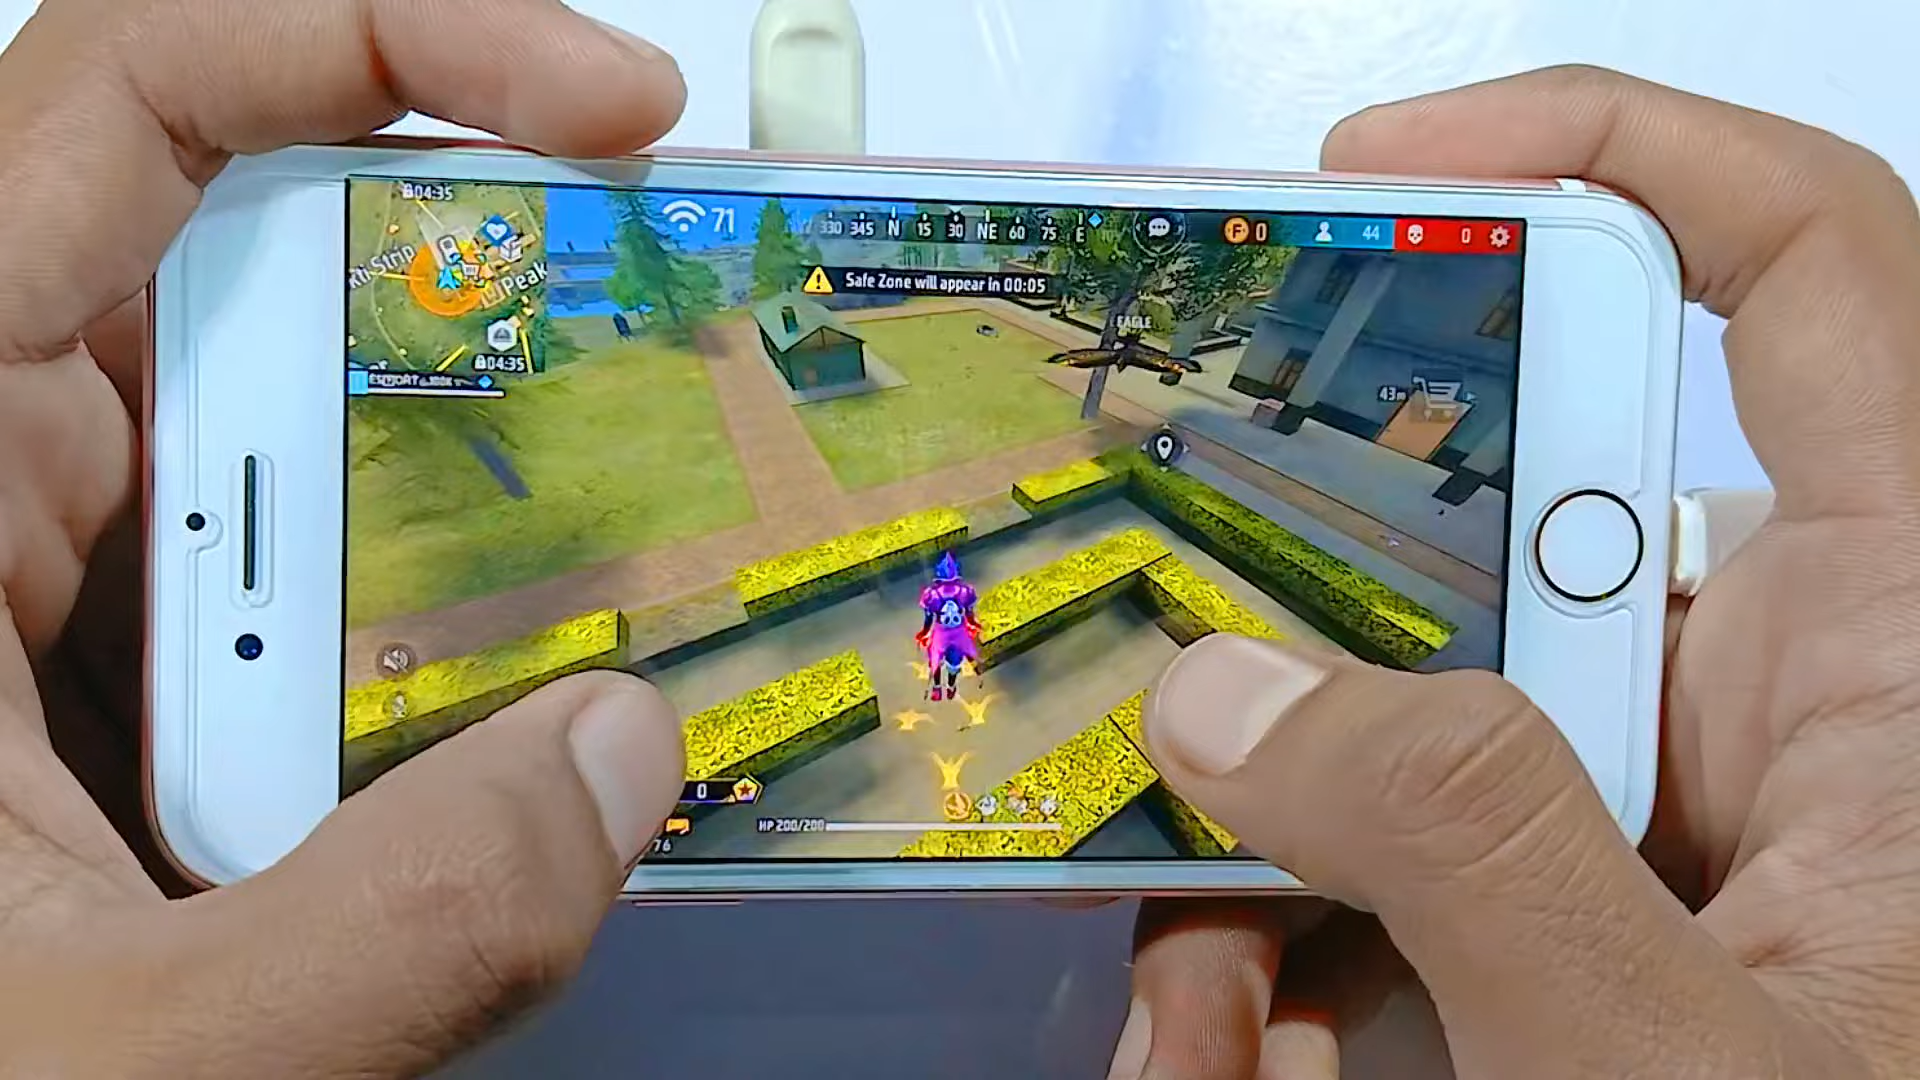 04:35
Peak
04:35
71
330 345 N 15 30 NE 60 75 E
0
44
0
Safe Zone will appear in 00:05
EAGLE
43m
0
HP 200/200
76